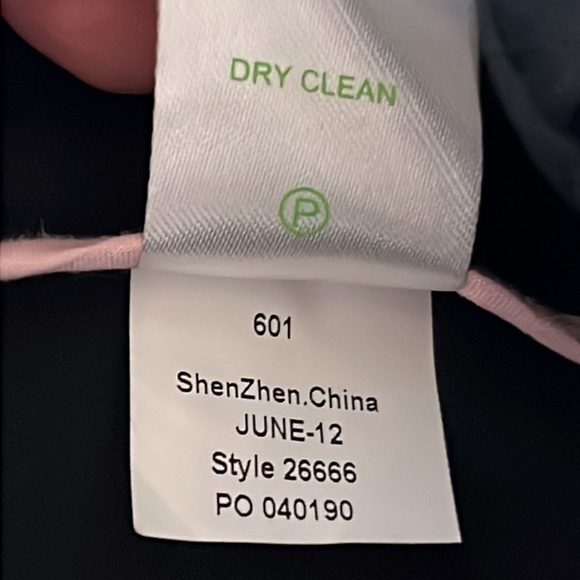 DRY CLEAN
P
601
ShenZhen.China
JUNE-12
Style 26666
PO 040190